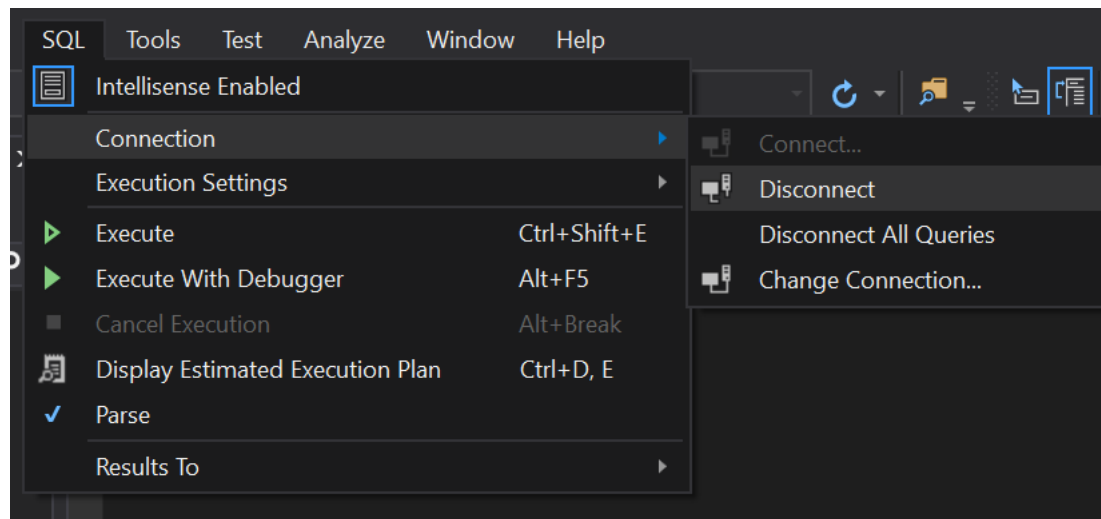 SQL Tools Test Analyze Window Help
Intellisense Enabled
Connection
Execution Settings
Execute Ctrl+Shift+E
Execute With Debugger Alt+F5
Cancel Execution Alt+Break
Display Estimated Execution Plan Ctrl+D, E
Parse
Results To
Connect...
Disconnect
Disconnect All Queries
Change Connection...